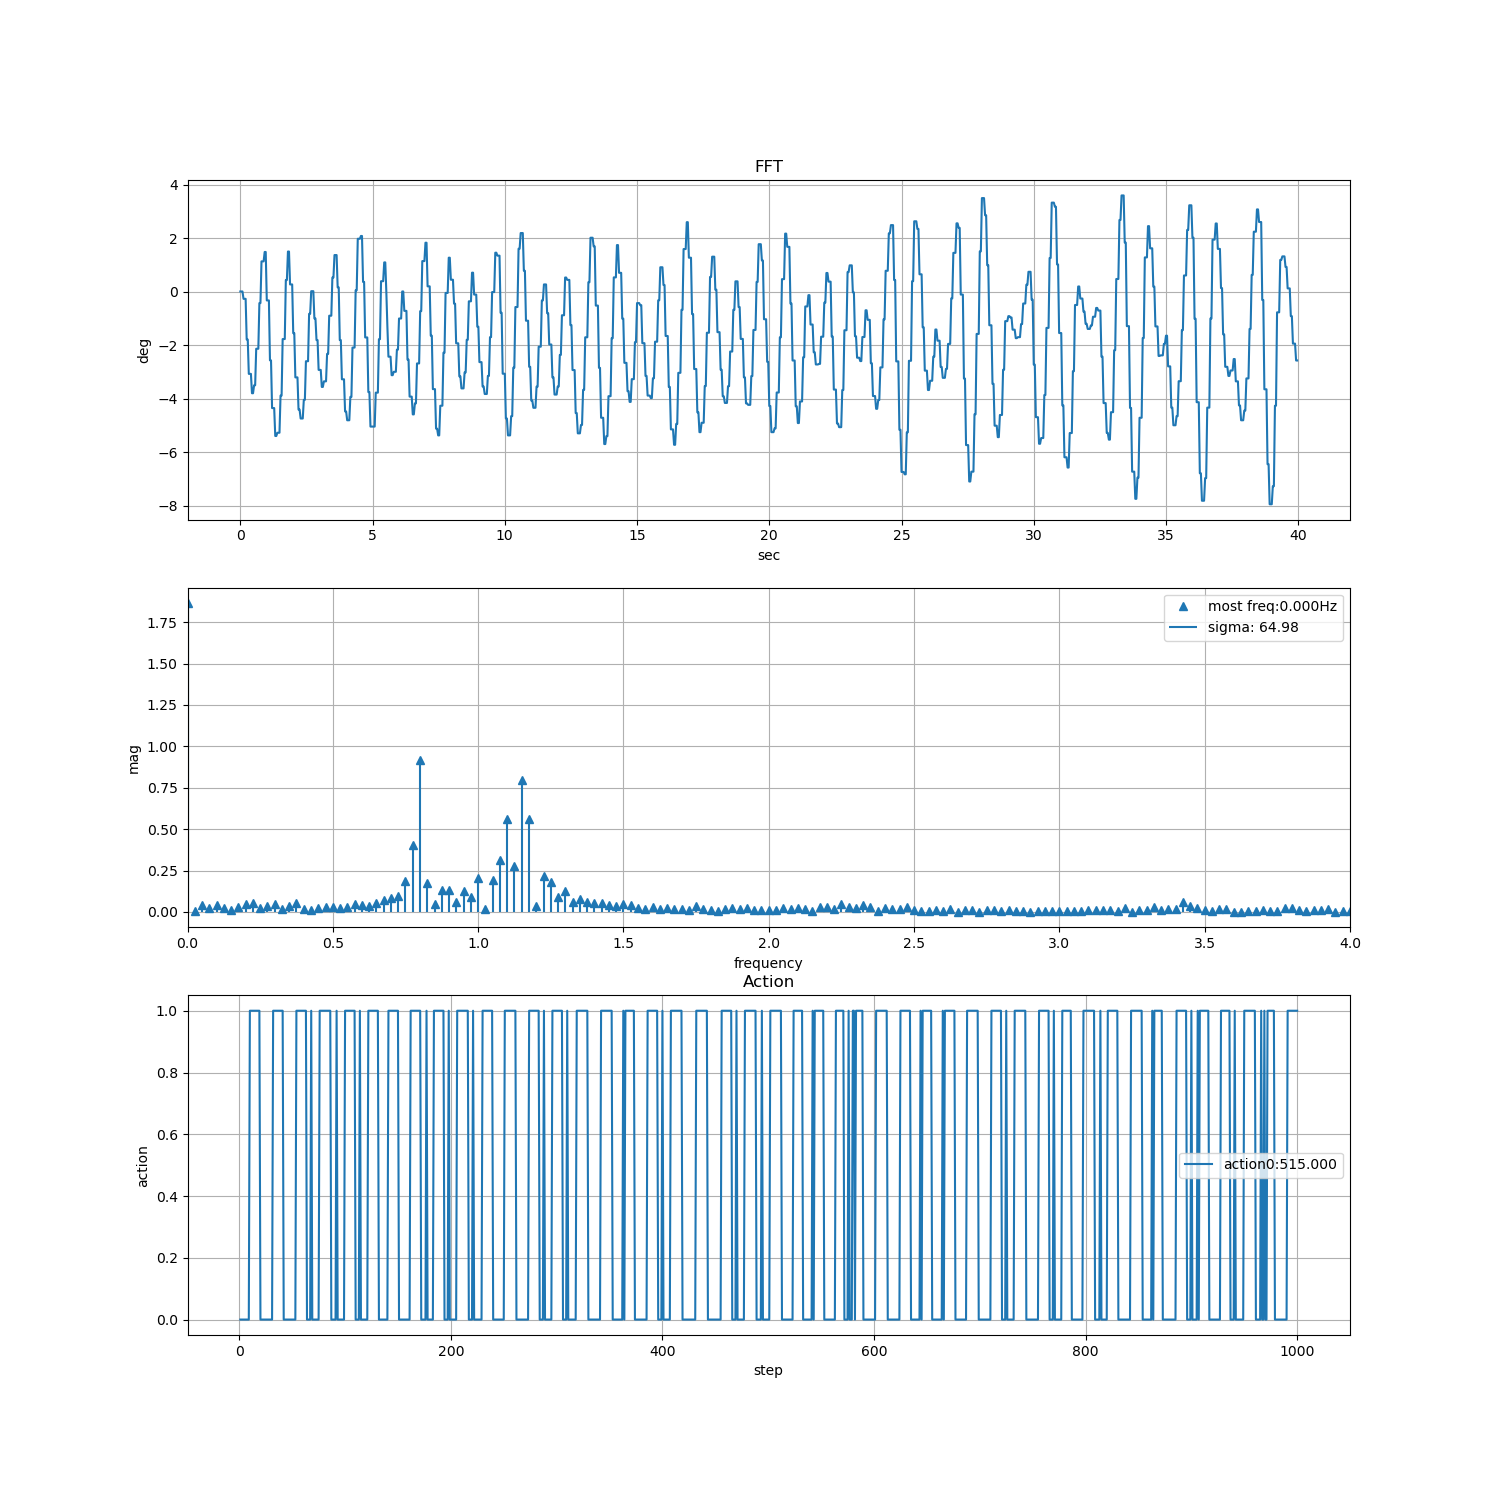 FFT
4
2
0
−2
−4
−6
−8
deg
0 5 10 15 20 25 30 35 40
sec
most freq:0.000Hz
sigma: 64.98
1.75
1.50
1.25
1.00
0.75
0.50
0.25
0.00
mag
0.0 0.5 1.0 1.5 2.0 2.5 3.0 3.5 4.0
frequency
Action
1.0
0.8
0.6
0.4
0.2
0.0
action
action0:515.000
0 200 400 600 800 1000
step